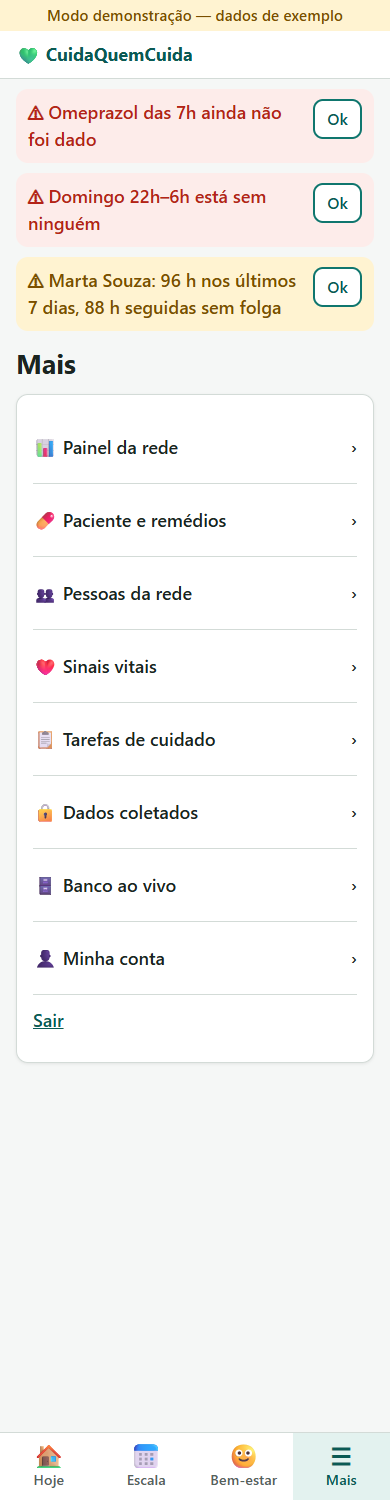 Modo demonstração — dados de exemplo
CuidaQuemCuida
⚠ Omeprazol das 7h ainda não
foi dado
Ok
⚠ Domingo 22h–6h está sem
ninguém
Ok
⚠ Marta Souza: 96 h nos últimos
7 dias, 88 h seguidas sem folga
Ok
Mais
Painel da rede ›
Paciente e remédios ›
Pessoas da rede ›
Sinais vitais ›
Tarefas de cuidado ›
Dados coletados ›
Banco ao vivo ›
Minha conta ›
Sair
Hoje Escala Bem-estar Mais